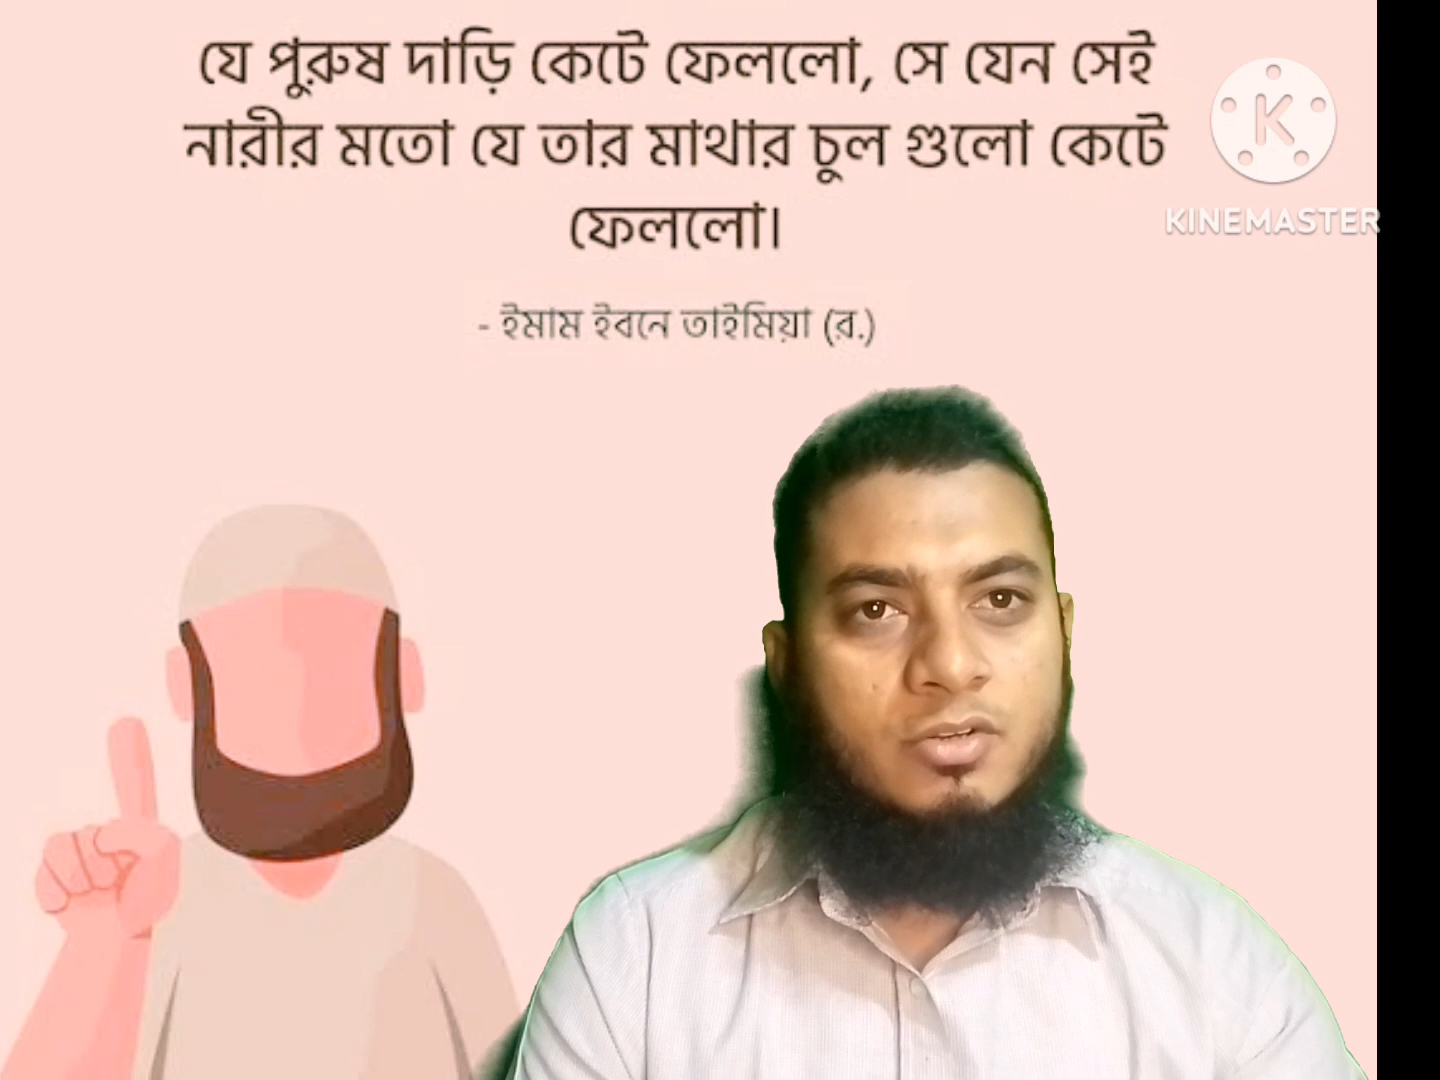 যে পুরুষ দাড়ি কেটে ফেললো, সে যেন সেই
নারীর মতো যে তার মাথার চুল গুলো কেটে
ফেললো।
- ইমাম ইবনে তাইমিয়া (র.)
K
KINEMASTER